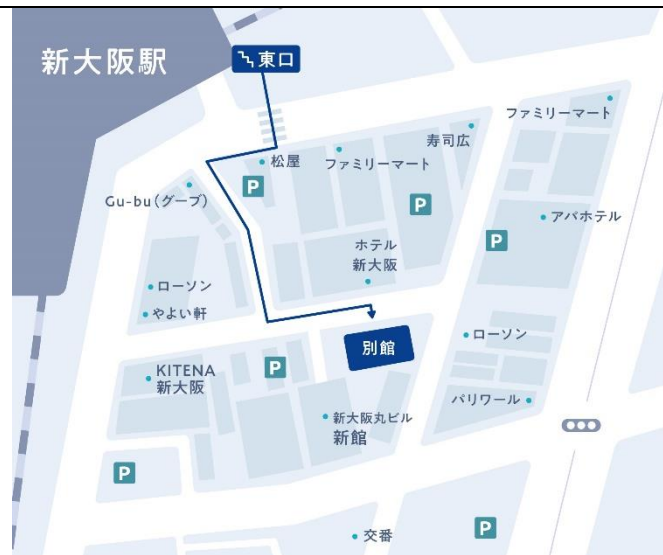 新大阪駅
東口
ファミリーマート
寿司広
松屋
ファミリーマート
P
P
Gu-bu(グーブ)
アパホテル
P
ホテル
新大阪
ローソン
やよい軒
別館
ローソン
KITENA
新大阪
P
パリワール
新大阪丸ビル
新館
P
交番
P